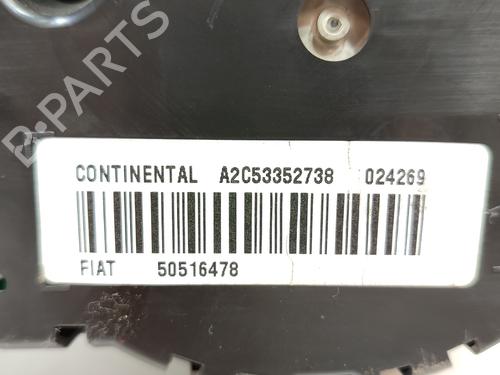 B-PARTS
CONTINENTAL A2C53352738 024269
FIAT 50516478